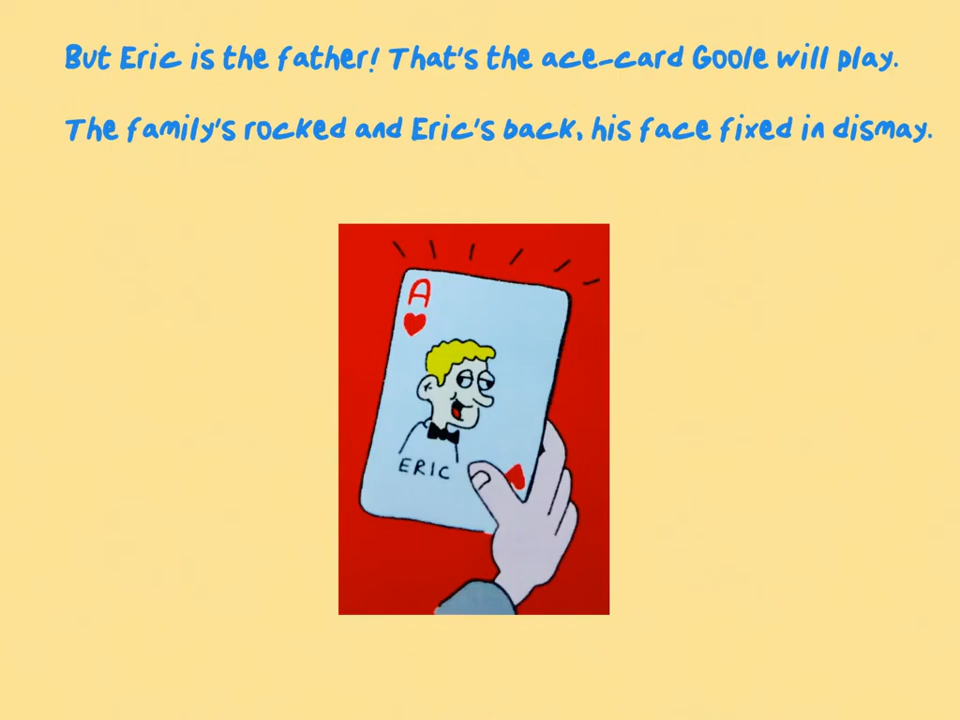 But Eric is the father! That's the ace-card Goole will play.
The family's rocked and Eric's back, his face fixed in dismay.
A
ERIC